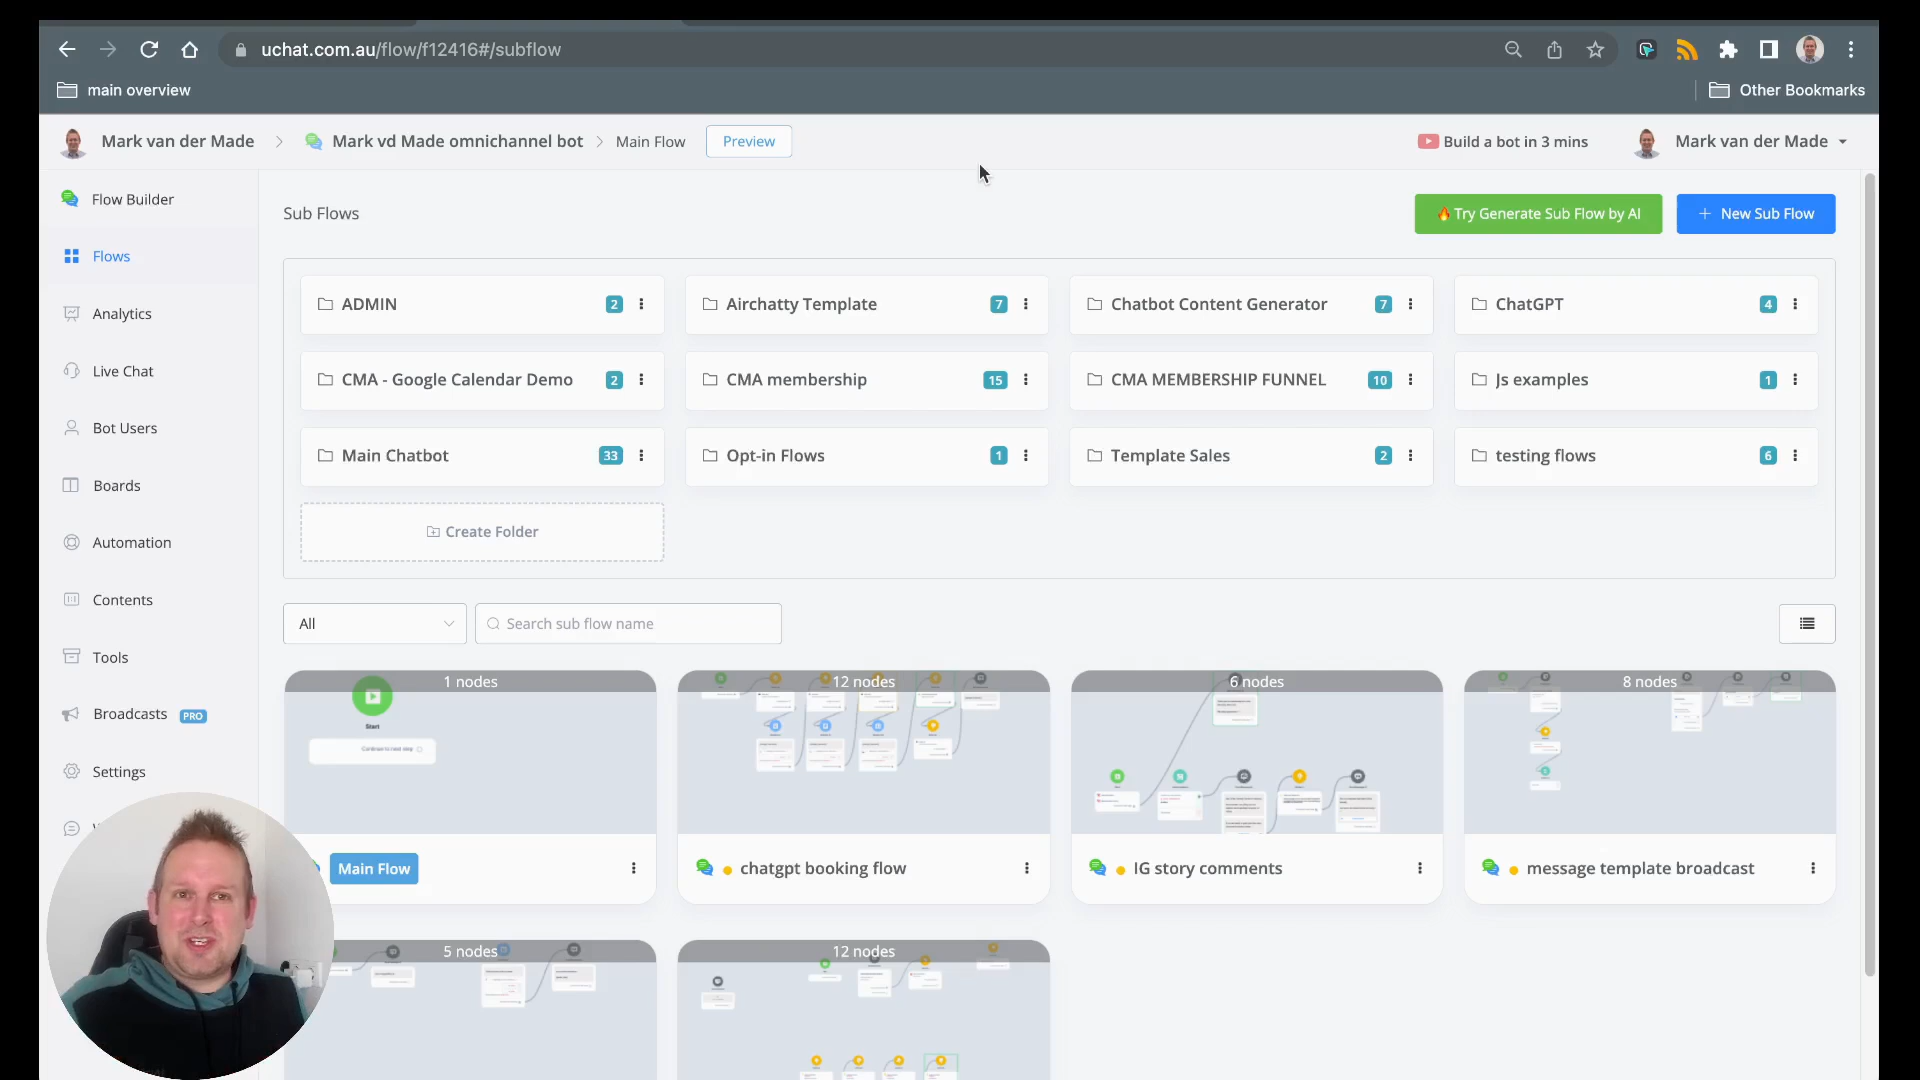 uchat.com.au/flow/f12416#/subflow
main overview
Other Bookmarks
Mark van der Made
Mark vd Made omnichannel bot
Main Flow
Preview
Build a bot in 3 mins
Mark van der Made
Flow Builder
Flows
Analytics
Live Chat
Bot Users
Boards
Automation
Contents
Tools
Broadcasts PRO
Settings
Sub Flows
Try Generate Sub Flow by AI
+ New Sub Flow
ADMIN 2
Airchatty Template 7
Chatbot Content Generator 7
ChatGPT 4
CMA - Google Calendar Demo 2
CMA membership 15
CMA MEMBERSHIP FUNNEL 10
Js examples 1
Main Chatbot 33
Opt-in Flows 1
Template Sales 2
testing flows 6
Create Folder
All
Search sub flow name
1 nodes
Start
Continue to next step
Main Flow
12 nodes
chatgpt booking flow
6 nodes
IG story comments
8 nodes
message template broadcast
5 nodes
12 nodes